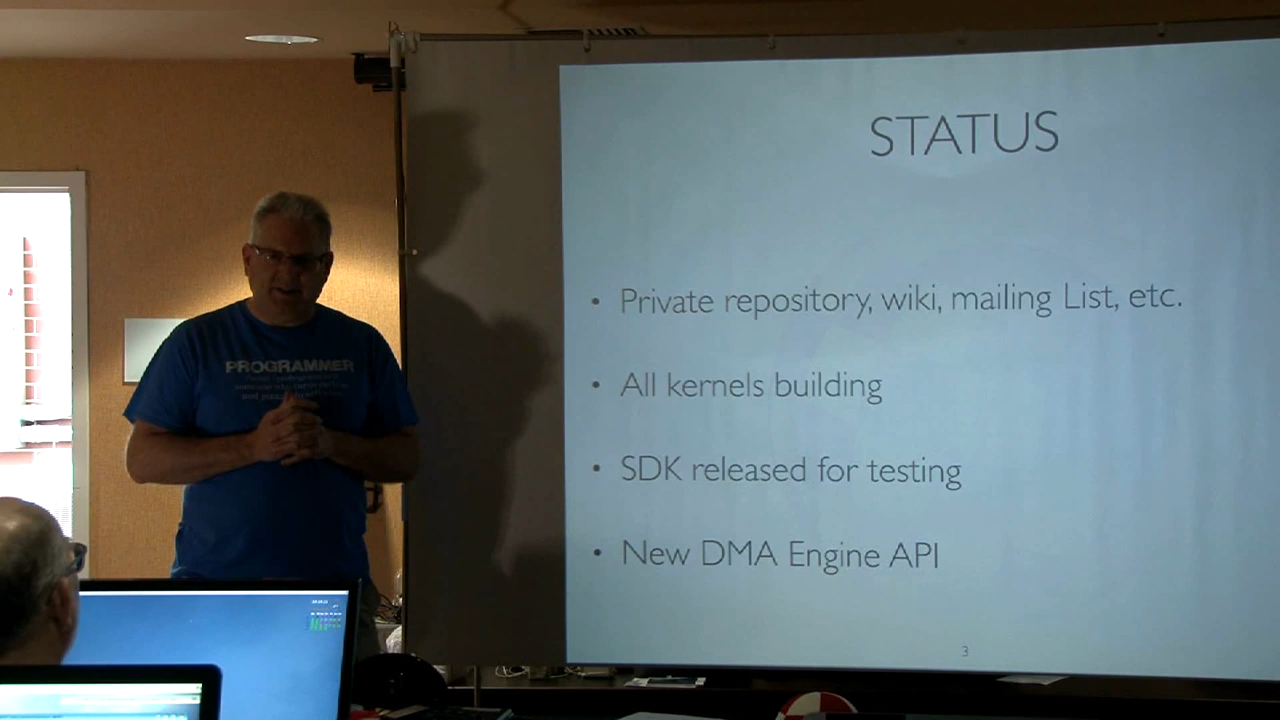 STATUS
• Private repository, wiki, mailing List, etc.
• All kernels building
• SDK released for testing
• New DMA Engine API
3
PROGRAMMER